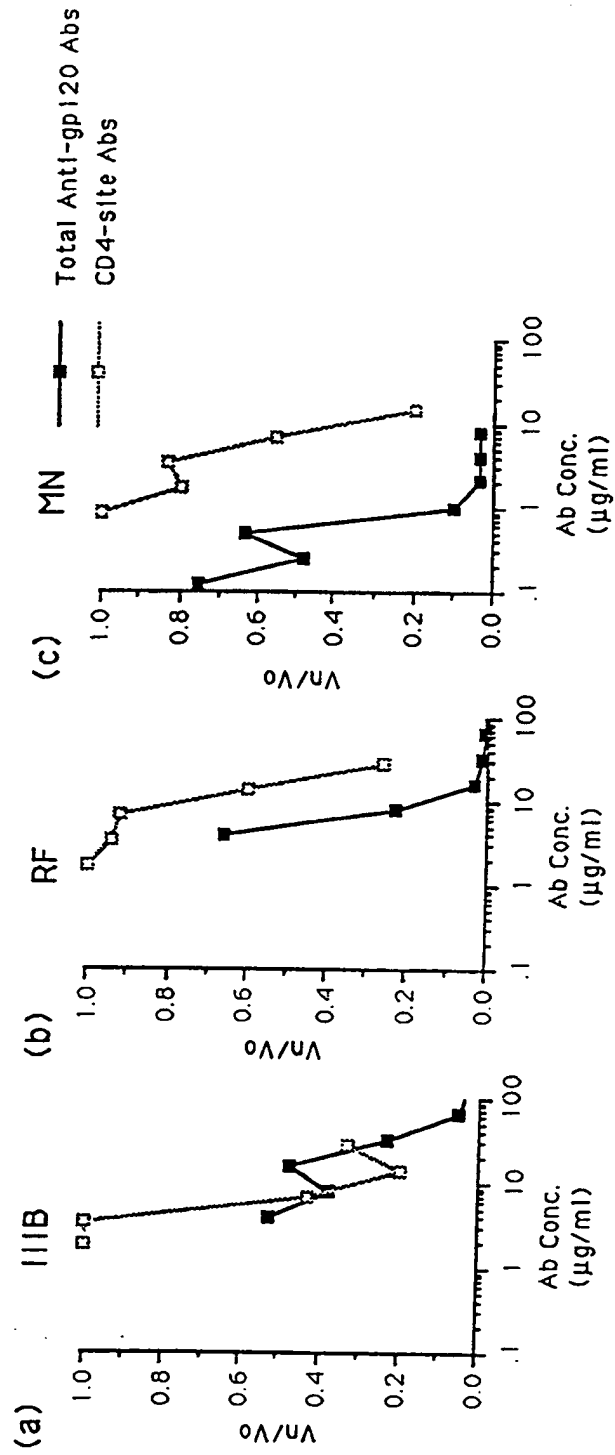 (a)
IIIB
1.0
0.8
0.6
0.4
0.2
0.0
Vn/Vo
.1
1
10
100
Ab Conc.
(µg/ml)
(b)
RF
1.0
0.8
0.6
0.4
0.2
0.0
Vn/Vo
.1
1
10
100
Ab Conc.
(µg/ml)
(c)
MN
1.0
0.8
0.6
0.4
0.2
0.0
Vn/Vo
.1
1
10
100
Ab Conc.
(µg/ml)
Total Anti-gp120 Abs
CD4-site Abs